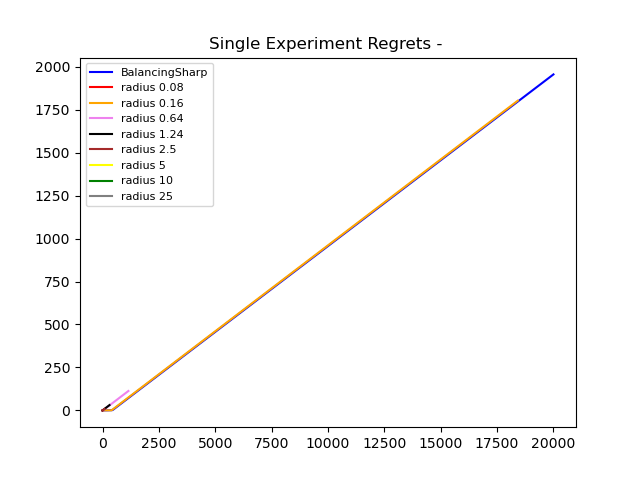 Single Experiment Regrets -
2000
1750
1500
1250
1000
750
500
250
0
BalancingSharp
radius 0.08
radius 0.16
radius 0.64
radius 1.24
radius 2.5
radius 5
radius 10
radius 25
0 2500 5000 7500 10000 12500 15000 17500 20000